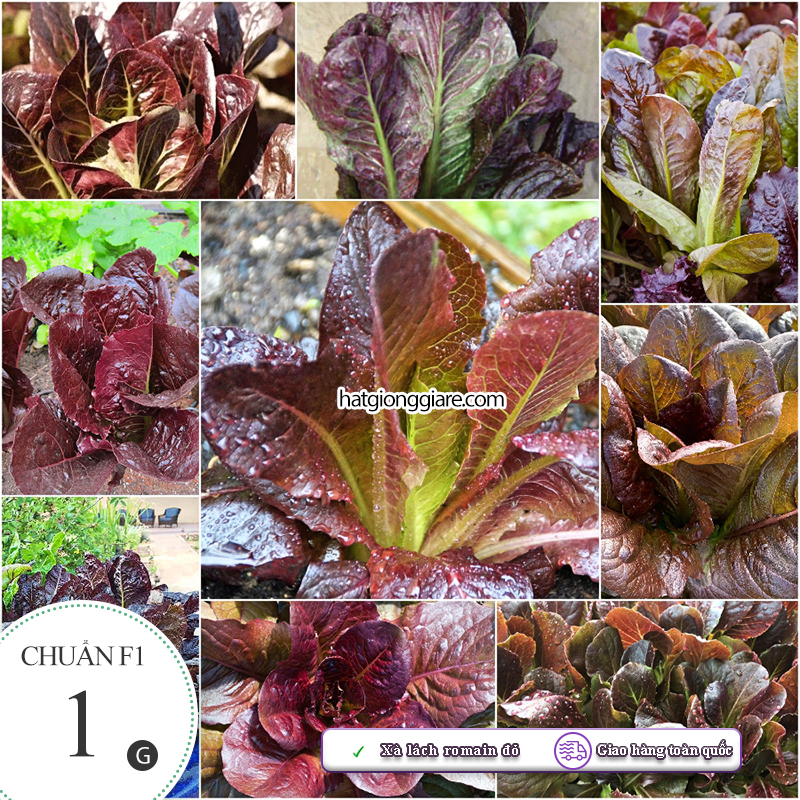 hatgionggiare.com
CHUẨN F1
1
G
Xà lách romain đỏ
Giao hàng toàn quốc